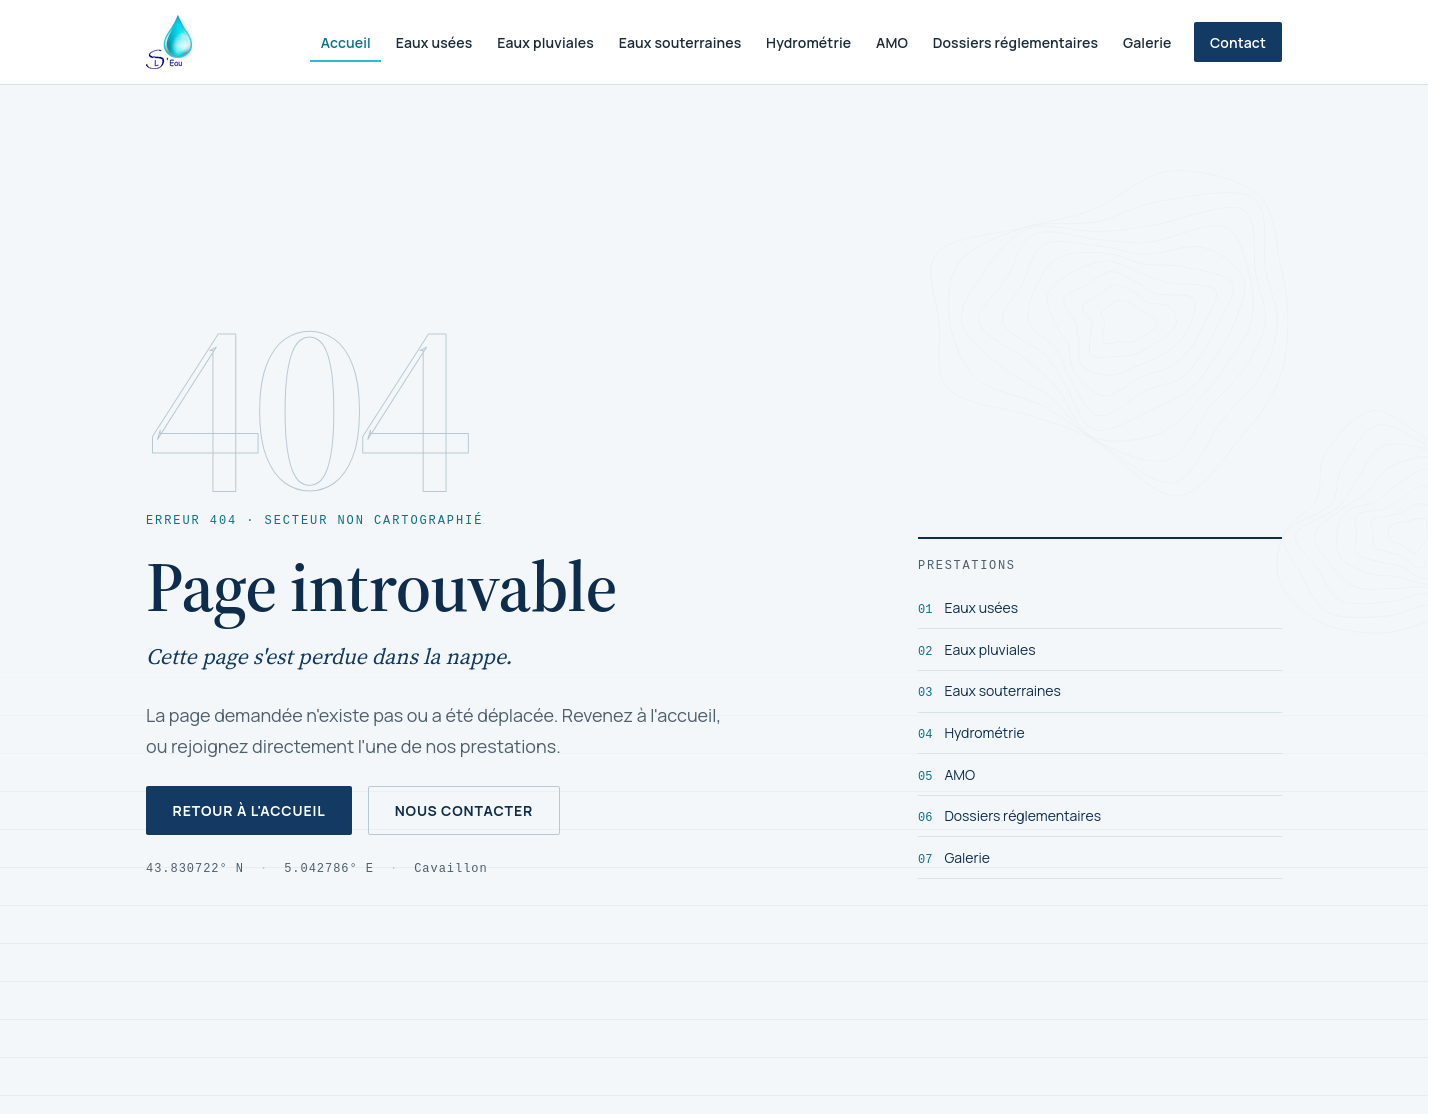 SL'Eau
Accueil
Eaux usées
Eaux pluviales
Eaux souterraines
Hydrométrie
AMO
Dossiers réglementaires
Galerie
Contact
404
ERREUR 404 · SECTEUR NON CARTOGRAPHIÉ
Page introuvable
Cette page s'est perdue dans la nappe.
La page demandée n'existe pas ou a été déplacée. Revenez à l'accueil,
ou rejoignez directement l'une de nos prestations.
RETOUR À L'ACCUEIL
NOUS CONTACTER
43.830722° N · 5.042786° E · Cavaillon
PRESTATIONS
01 Eaux usées
02 Eaux pluviales
03 Eaux souterraines
04 Hydrométrie
05 AMO
06 Dossiers réglementaires
07 Galerie